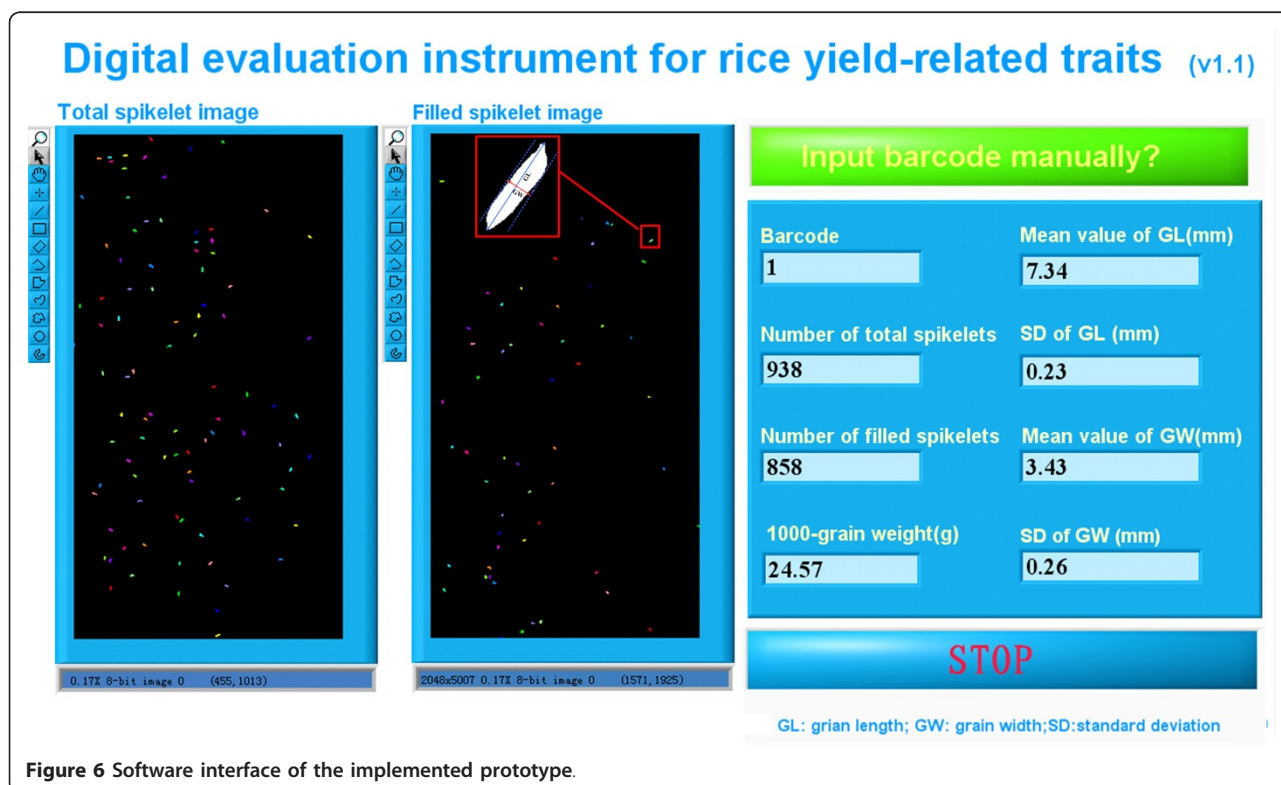 Digital evaluation instrument for rice yield-related traits (v1.1)
Total spikelet image
Filled spikelet image
GL
GW
0.17X 8-bit image 0 (455,1013)
2048x5007 0.17X 8-bit image 0 (1571,1925)
Input barcode manually?
Barcode
1
Mean value of GL(mm)
7.34
Number of total spikelets
938
SD of GL (mm)
0.23
Number of filled spikelets
858
Mean value of GW(mm)
3.43
1000-grain weight(g)
24.57
SD of GW (mm)
0.26
STOP
GL: grian length; GW: grain width;SD:standard deviation
Figure 6 Software interface of the implemented prototype.